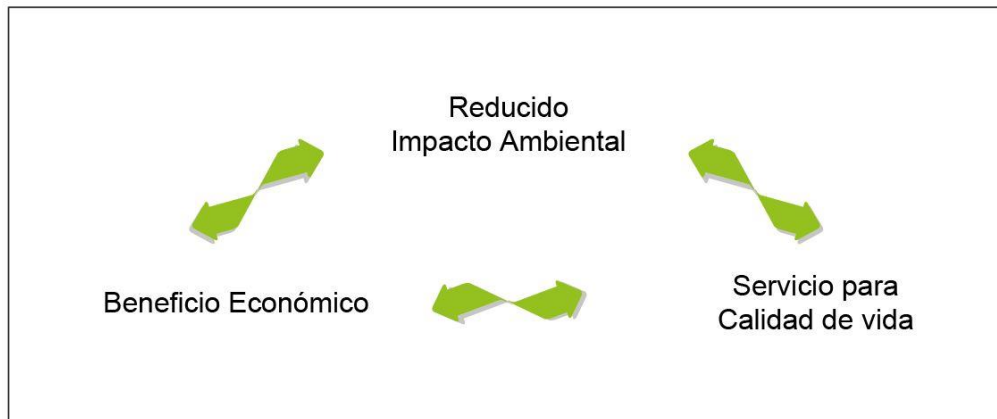 Reducido
Impacto Ambiental
Beneficio Económico
Servicio para
Calidad de vida